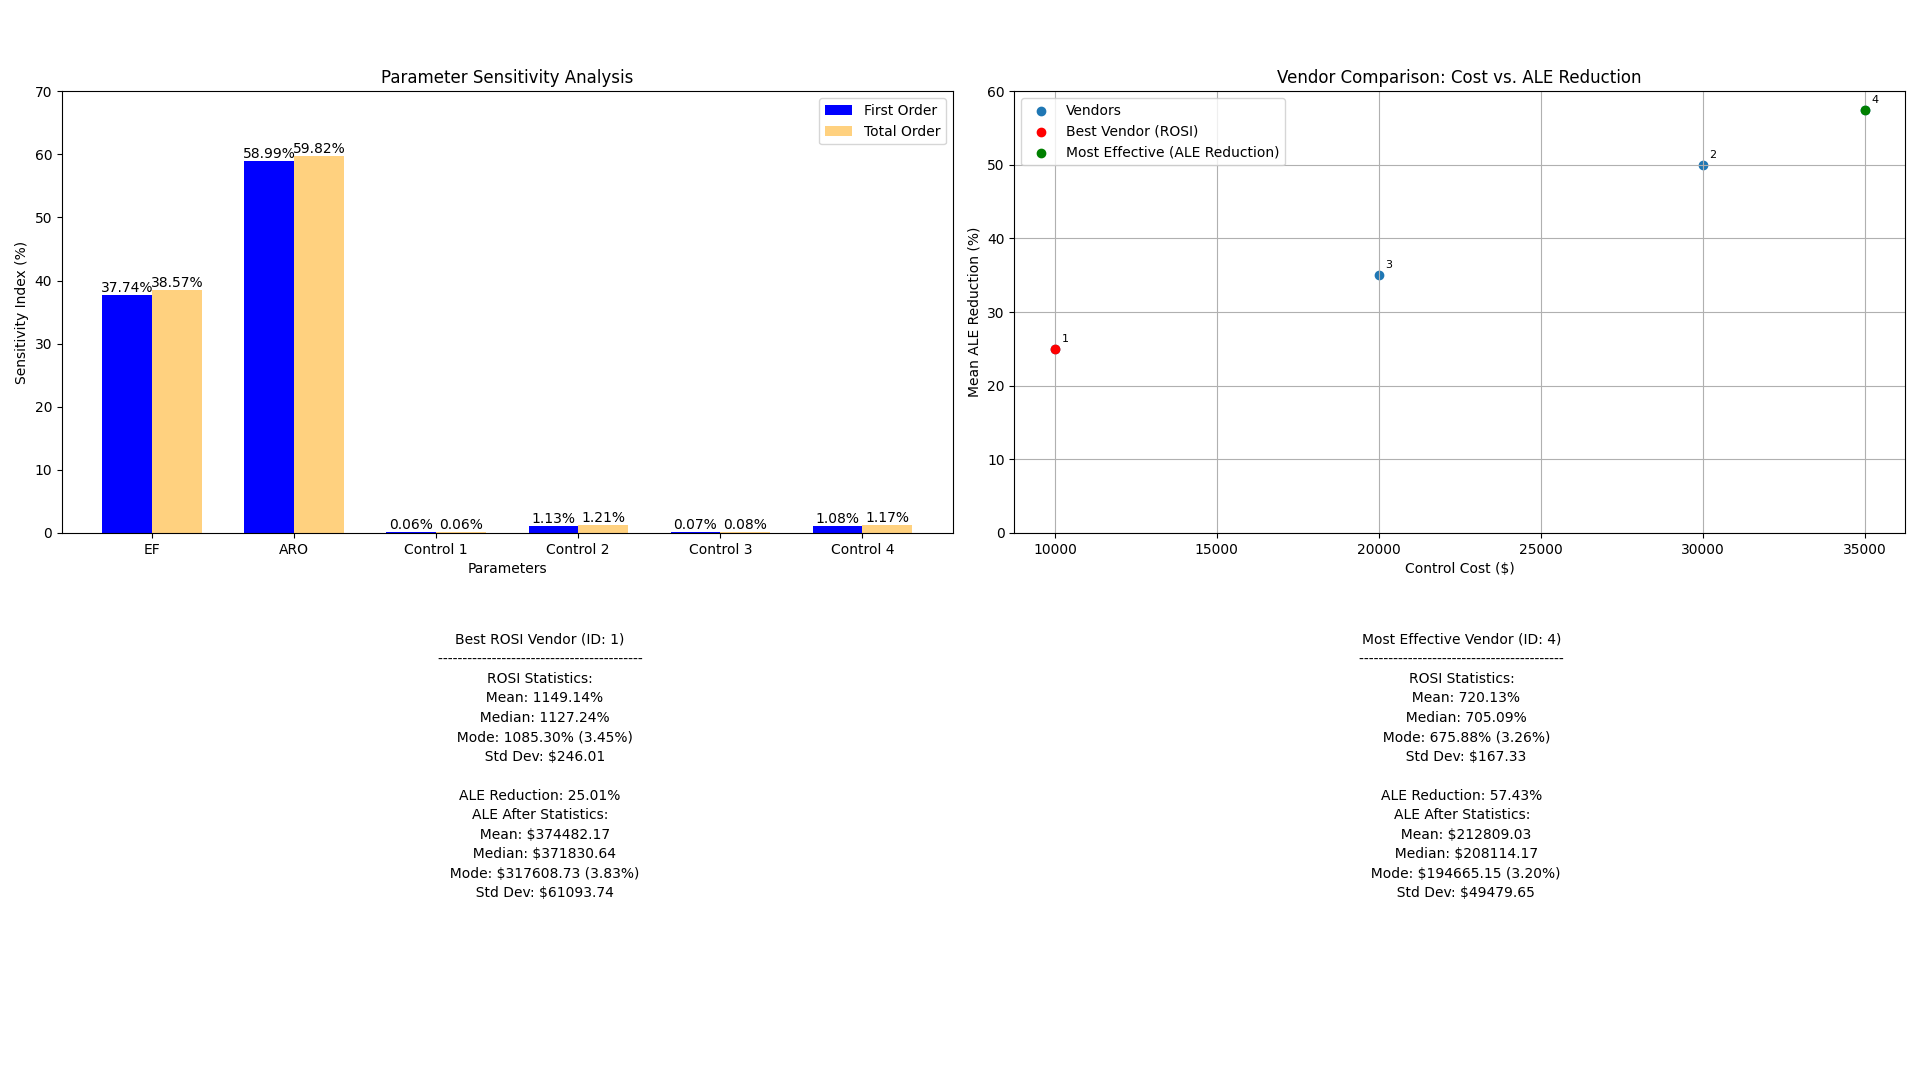 Parameter Sensitivity Analysis
70
60
50
40
30
20
10
0
Sensitivity Index (%)
First Order
Total Order
37.74%
38.57%
58.99%
59.82%
0.06%
0.06%
1.13%
1.21%
0.07%
0.08%
1.08%
1.17%
EF
ARO
Control 1
Control 2
Control 3
Control 4
Parameters
Vendor Comparison: Cost vs. ALE Reduction
60
50
40
30
20
10
0
Mean ALE Reduction (%)
Vendors
Best Vendor (ROSI)
Most Effective (ALE Reduction)
1
3
2
4
10000
15000
20000
25000
30000
35000
Control Cost ($)
Best ROSI Vendor (ID: 1)
------------------------------------------
ROSI Statistics:
Mean: 1149.14%
Median: 1127.24%
Mode: 1085.30% (3.45%)
Std Dev: $246.01
ALE Reduction: 25.01%
ALE After Statistics:
Mean: $374482.17
Median: $371830.64
Mode: $317608.73 (3.83%)
Std Dev: $61093.74
Most Effective Vendor (ID: 4)
------------------------------------------
ROSI Statistics:
Mean: 720.13%
Median: 705.09%
Mode: 675.88% (3.26%)
Std Dev: $167.33
ALE Reduction: 57.43%
ALE After Statistics:
Mean: $212809.03
Median: $208114.17
Mode: $194665.15 (3.20%)
Std Dev: $49479.65